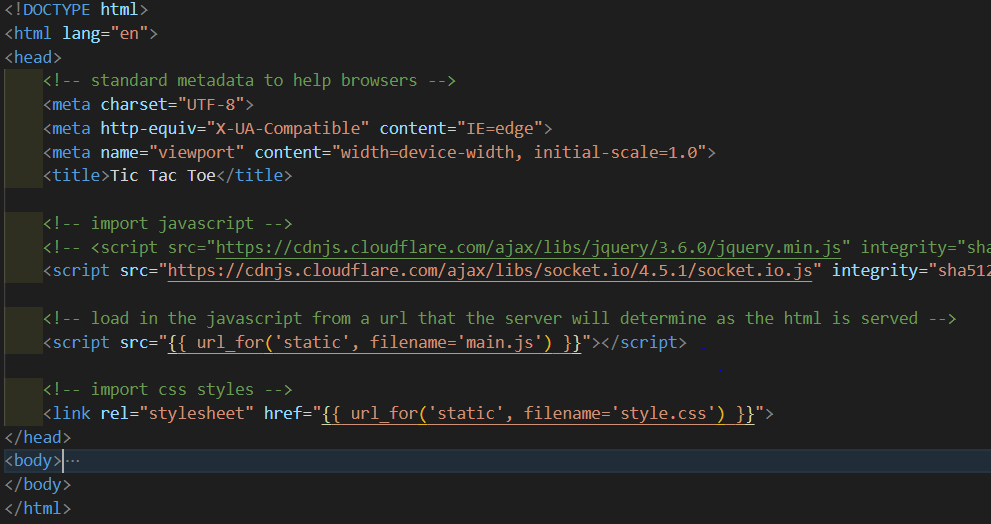 <!DOCTYPE html>
<html lang="en">
<head>
    <!-- standard metadata to help browsers -->
    <meta charset="UTF-8">
    <meta http-equiv="X-UA-Compatible" content="IE=edge">
    <meta name="viewport" content="width=device-width, initial-scale=1.0">
    <title>Tic Tac Toe</title>

    <!-- import javascript -->
    <!-- <script src="https://cdnjs.cloudflare.com/ajax/libs/jquery/3.6.0/jquery.min.js" integrity="sha
    <script src="https://cdnjs.cloudflare.com/ajax/libs/socket.io/4.5.1/socket.io.js" integrity="sha512

    <!-- load in the javascript from a url that the server will determine as the html is served -->
    <script src="{{ url_for('static', filename='main.js') }}"></script>

    <!-- import css styles -->
    <link rel="stylesheet" href="{{ url_for('static', filename='style.css') }}">
</head>
<body>…
</body>
</html>